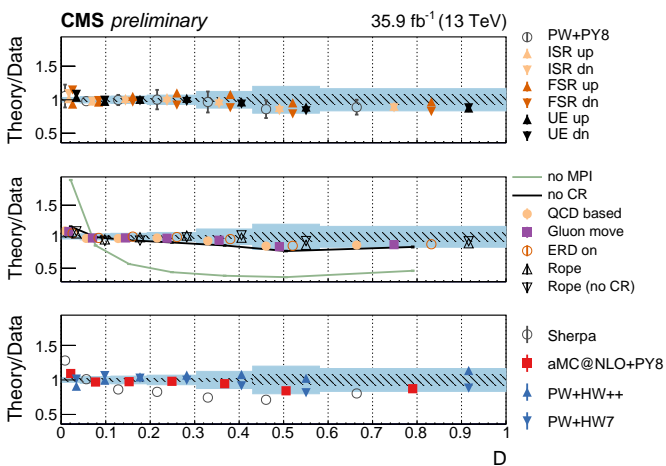 CMS preliminary 35.9 fb⁻¹ (13 TeV)
Theory/Data
1.5
1
0.5
PW+PY8
ISR up
ISR dn
FSR up
FSR dn
UE up
UE dn
Theory/Data
1.5
1
0.5
no MPI
no CR
QCD based
Gluon move
ERD on
Rope
Rope (no CR)
Theory/Data
1.5
1
0.5
Sherpa
aMC@NLO+PY8
PW+HW++
PW+HW7
0 0.1 0.2 0.3 0.4 0.5 0.6 0.7 0.8 0.9 1
D